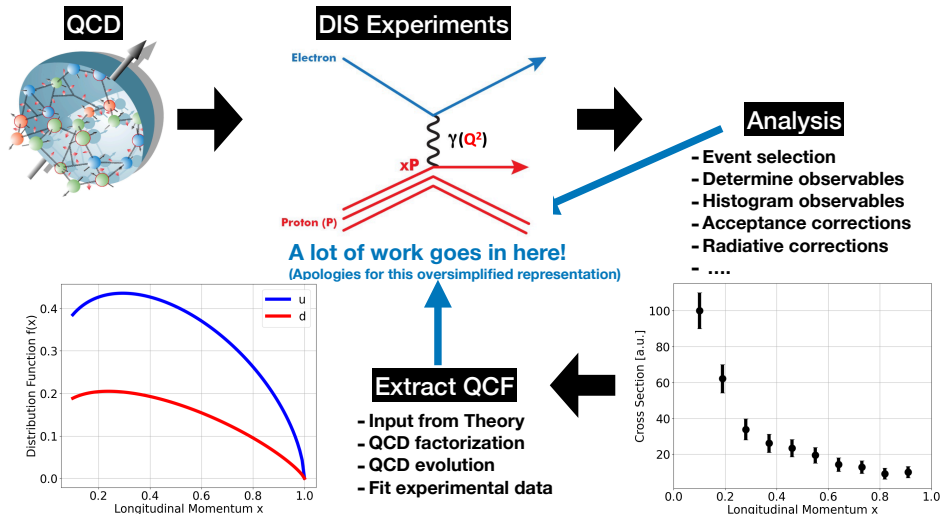 QCD
DIS Experiments
Electron
γ(Q²)
xP
Proton (P)
A lot of work goes in here!
(Apologies for this oversimplified representation)
Analysis
- Event selection
- Determine observables
- Histogram observables
- Acceptance corrections
- Radiative corrections
- ....
Cross Section [a.u.]
100
80
60
40
20
0.0 0.2 0.4 0.6 0.8 1.0
Longitudinal Momentum x
Extract QCF
- Input from Theory
- QCD factorization
- QCD evolution
- Fit experimental data
Distribution Function f(x)
u
d
0.4
0.3
0.2
0.1
0.0
0.2 0.4 0.6 0.8 1.0
Longitudinal Momentum x